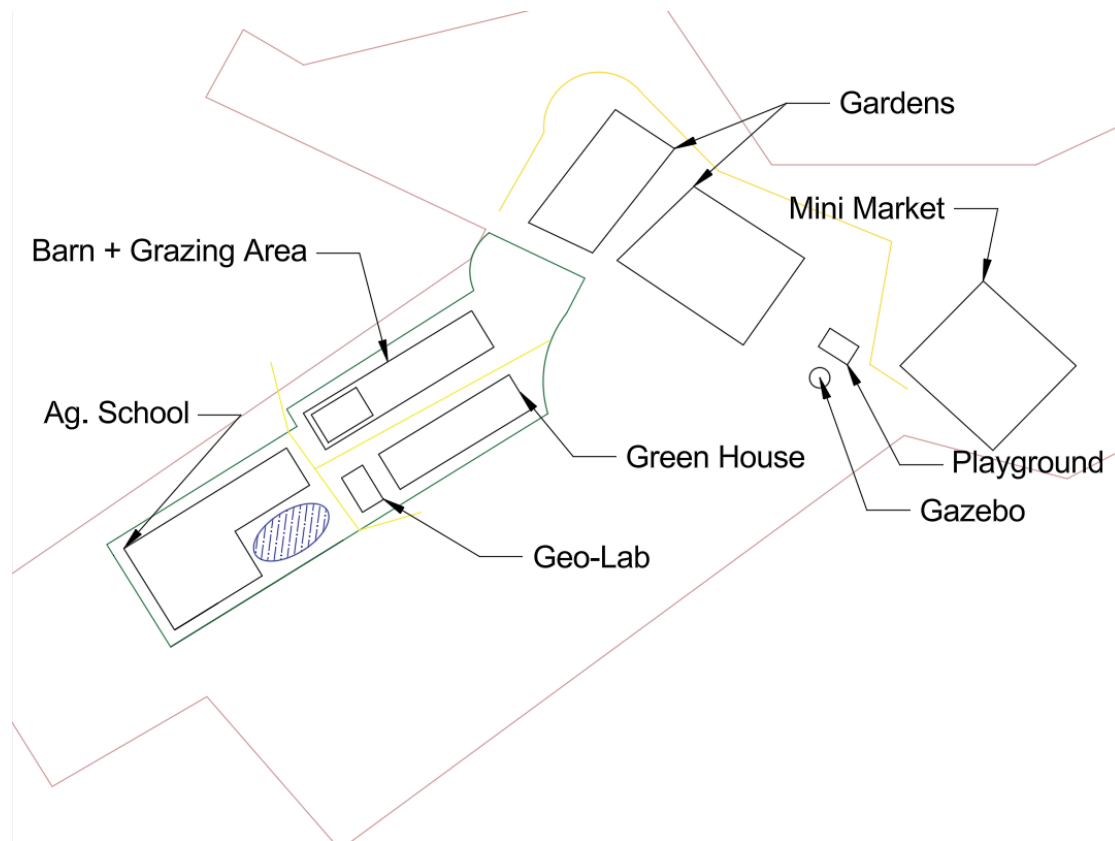 Gardens
Mini Market
Barn + Grazing Area
Ag. School
Green House
Playground
Gazebo
Geo-Lab